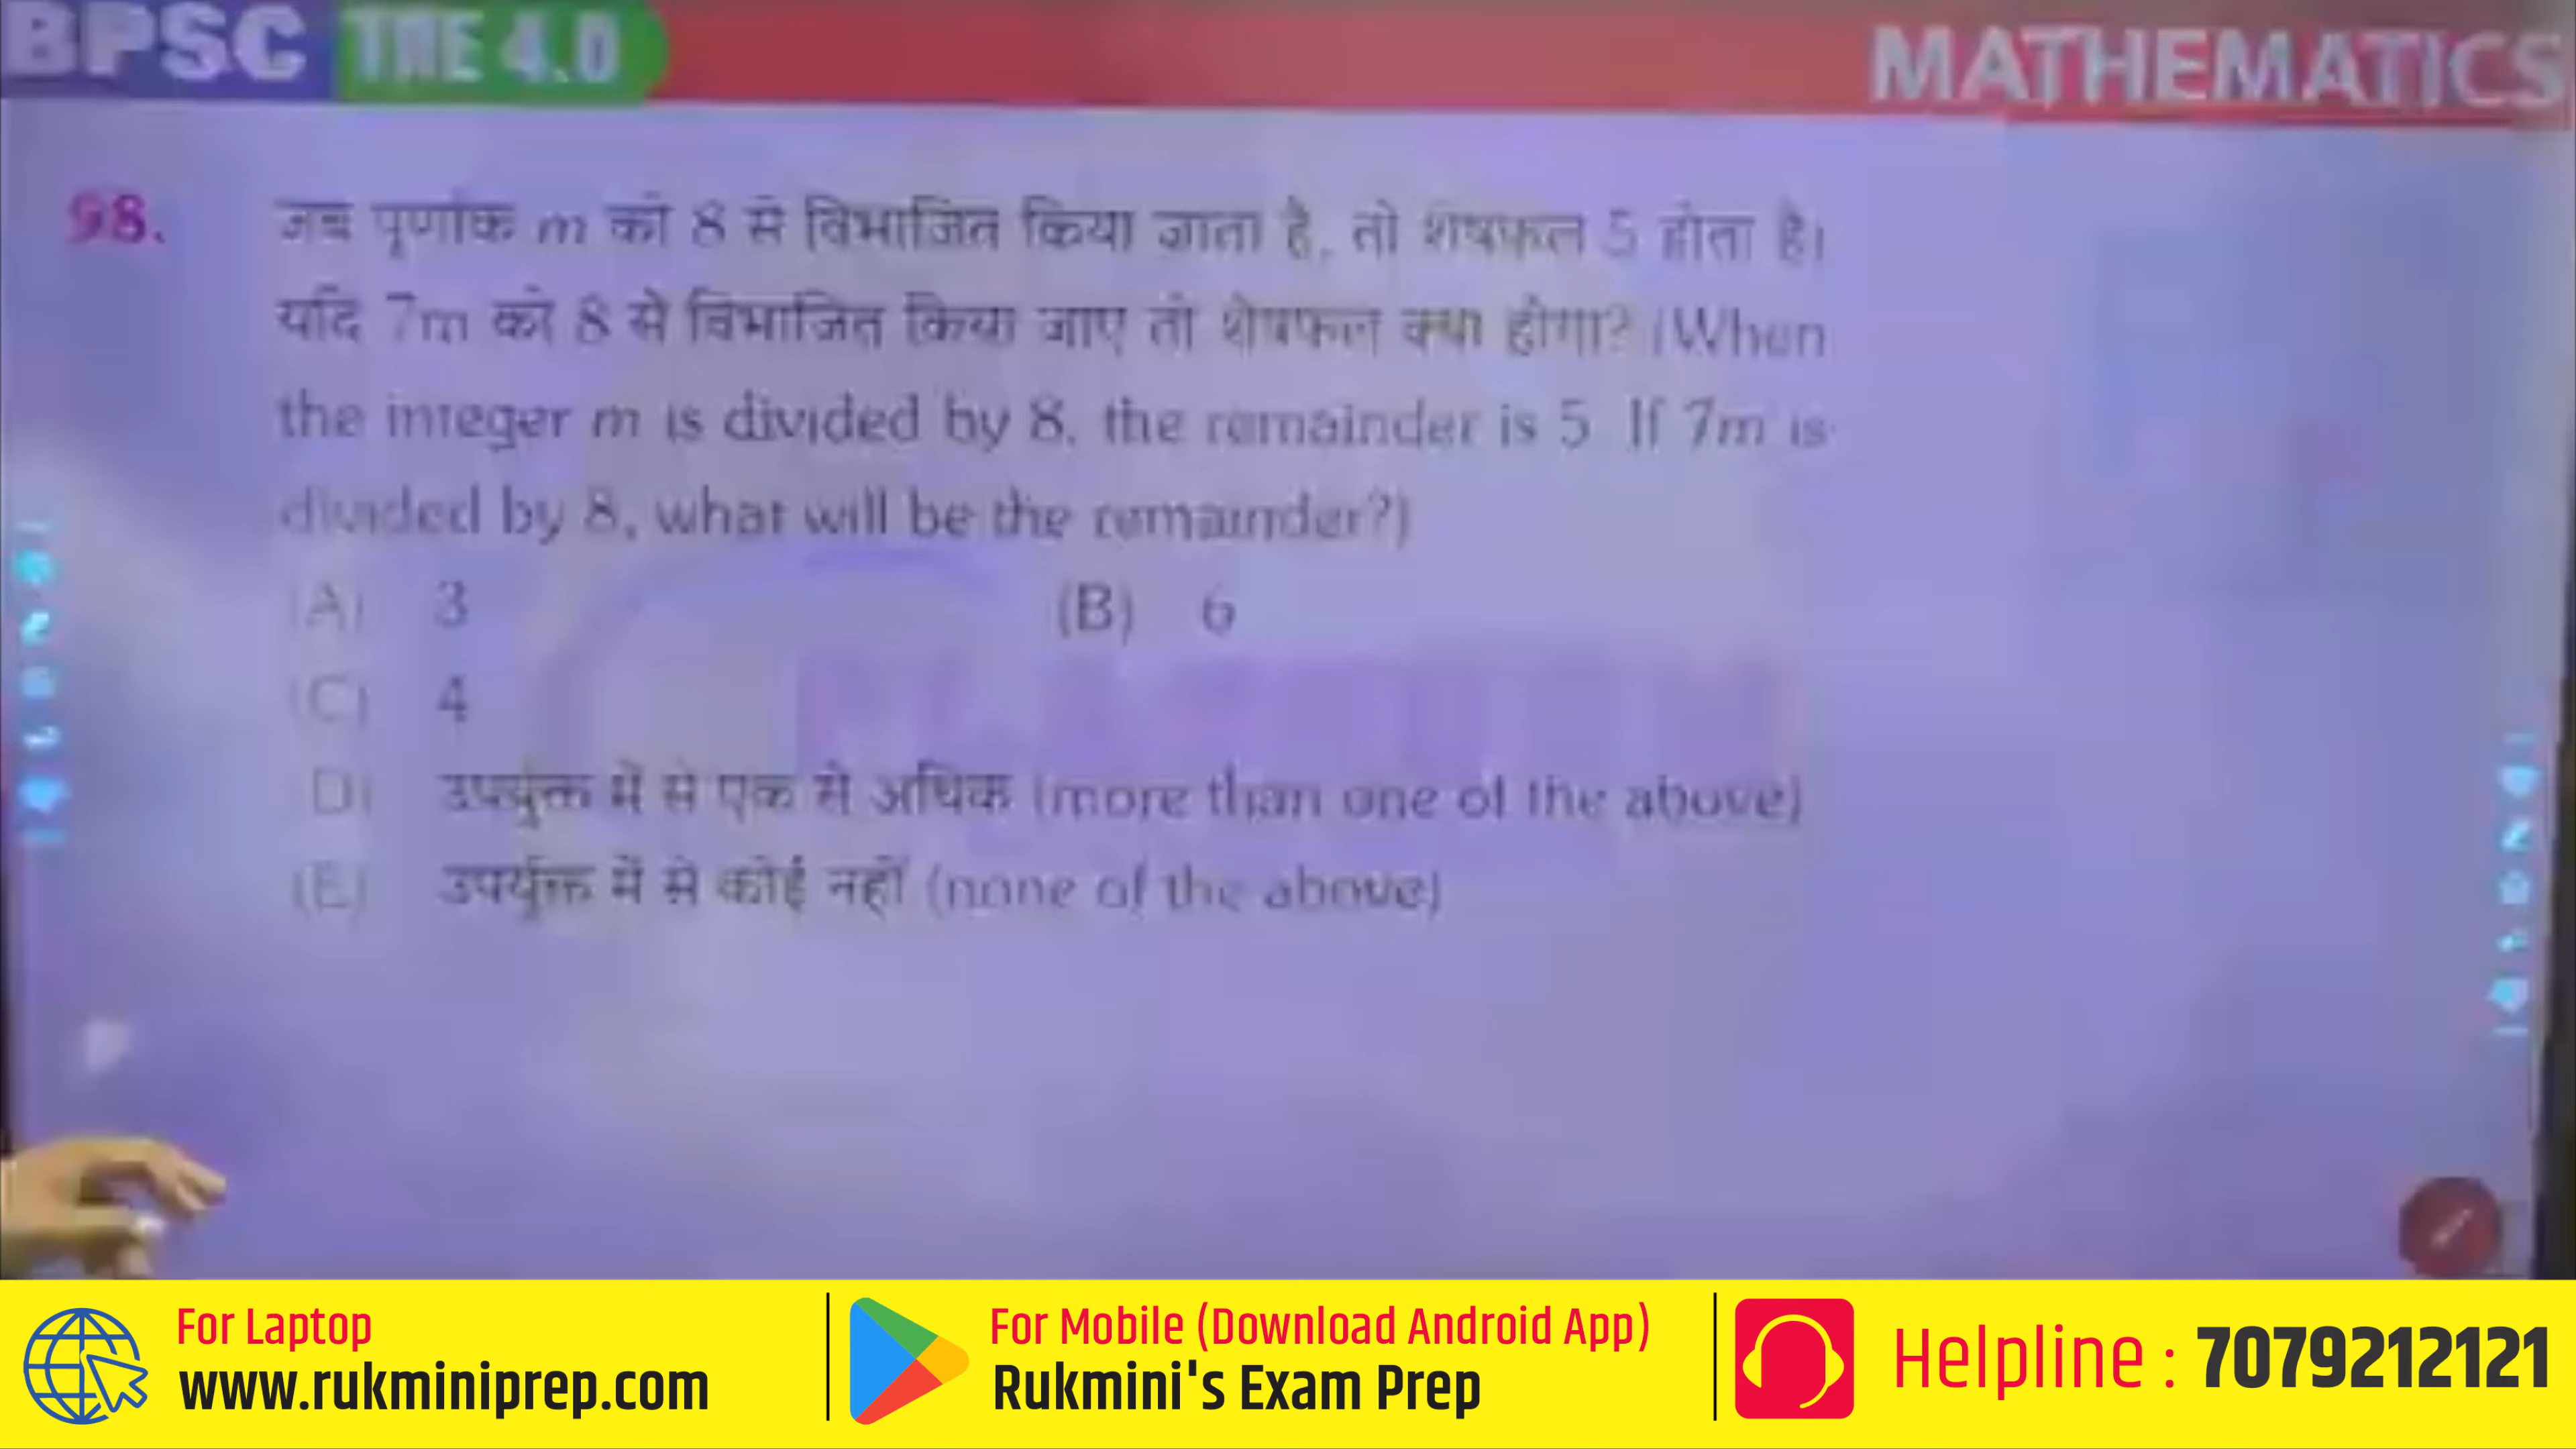 BPSC TRE 4.0
MATHEMATICS
98. जब पूर्णांक m को 8 से विभाजित किया जाता है, तो शेषफल 5 होता है।
यदि 7m को 8 से विभाजित किया जाए तो शेषफल क्या होगा? (When
the integer m is divided by 8, the remainder is 5. If 7m is
divided by 8, what will be the remainder?)
(A) 3 (B) 6
(C) 4
(D) उपर्युक्त में से एक से अधिक (more than one of the above)
(E) उपर्युक्त में से कोई नहीं (none of the above)
For Laptop
www.rukminiprep.com
For Mobile (Download Android App)
Rukmini's Exam Prep
Helpline : 7079212121